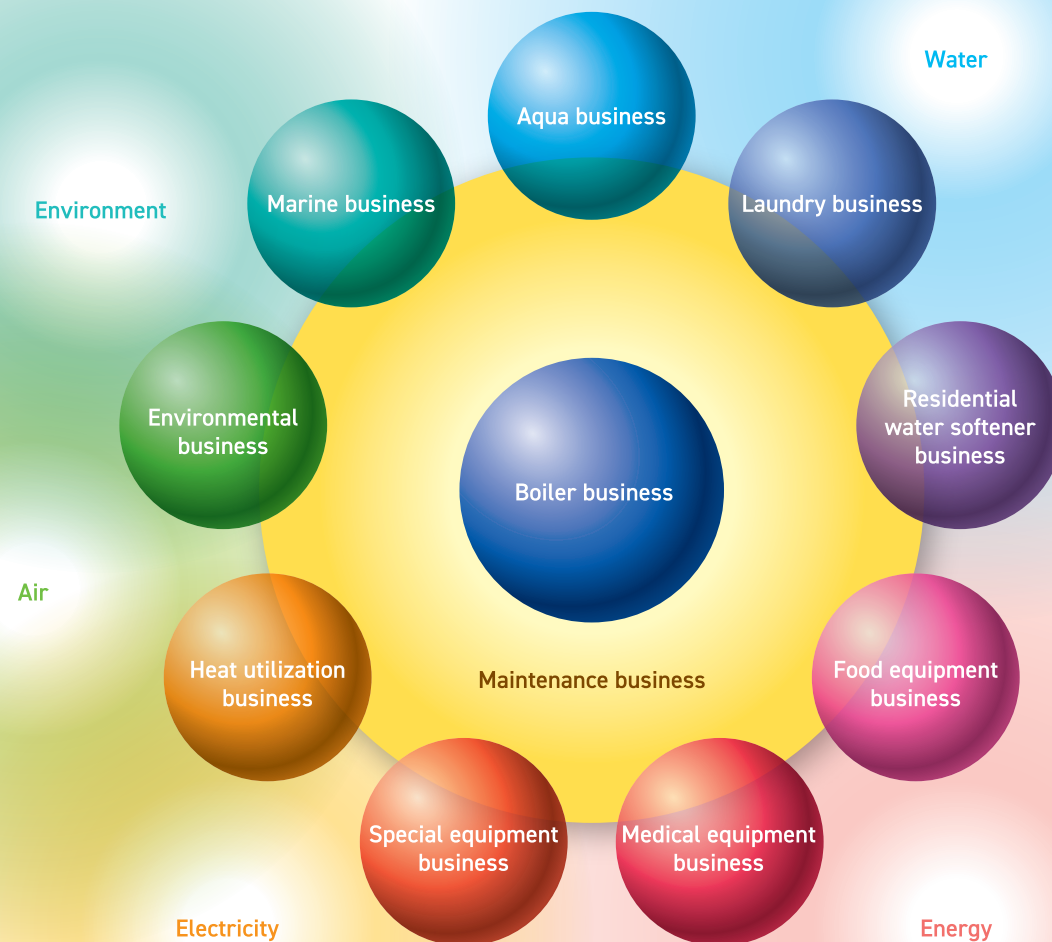 Water
Aqua business
Marine business
Laundry business
Environment
Residential
water softener
business
Environmental
business
Boiler business
Air
Heat utilization
business
Maintenance business
Food equipment
business
Special equipment
business
Medical equipment
business
Electricity
Energy